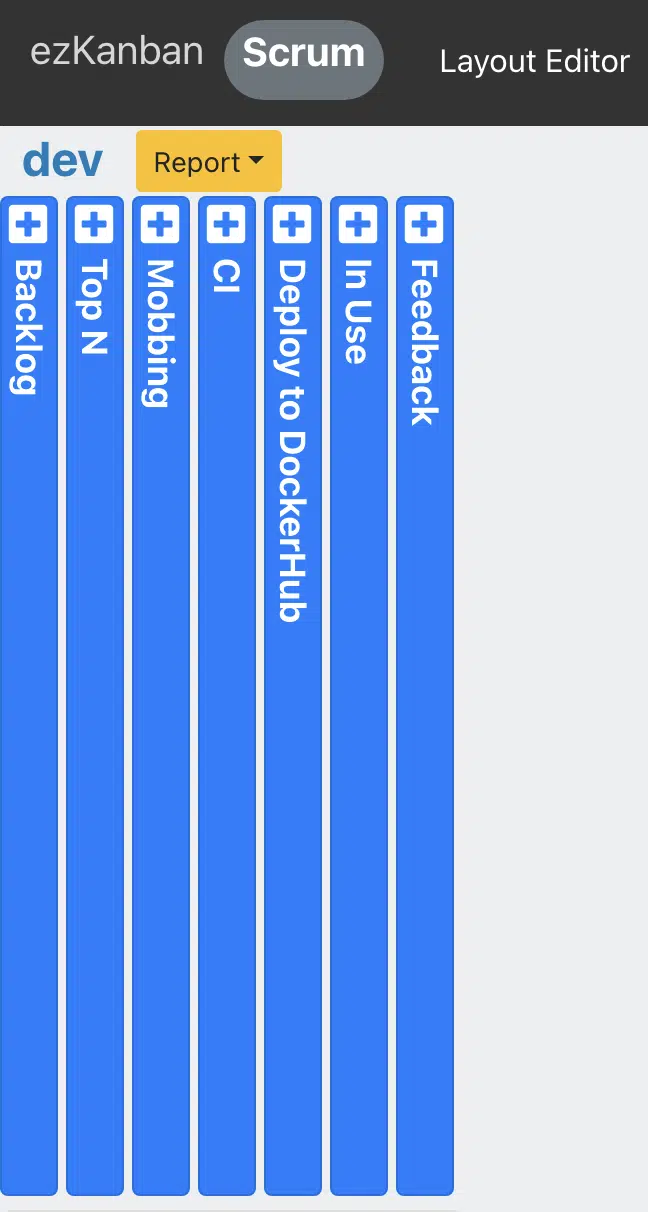 ezKanban Scrum Layout Editor
dev Report
Backlog
Top N
Mobbing
CI
Deploy to DockerHub
In Use
Feedback